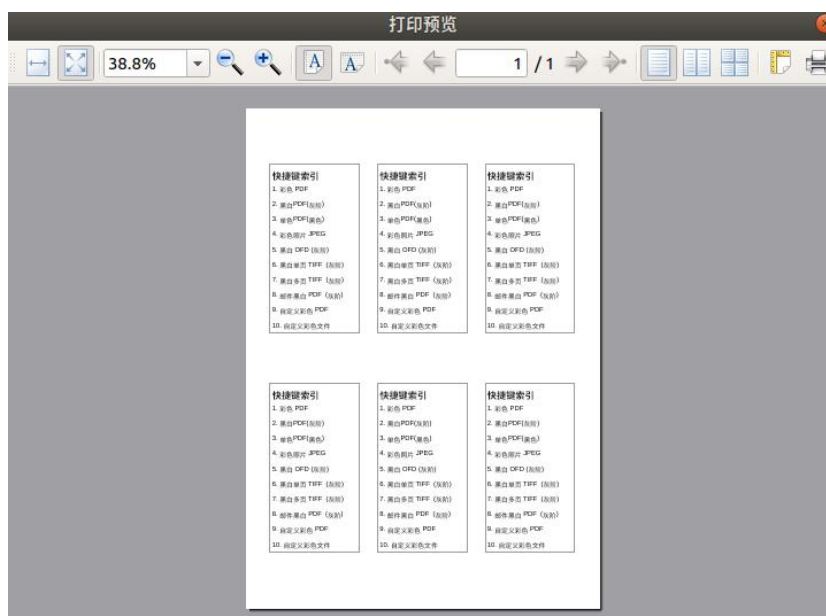 打印预览
38.8%
A
A
1 / 1
快捷键索引
1. 彩色 PDF
2. 黑白PDF(灰阶)
3. 单色PDF(黑色)
4. 彩色照片 JPEG
5. 黑白 OFD (灰阶)
6. 黑白单页 TIFF (灰阶)
7. 黑白多页 TIFF (灰阶)
8. 邮件黑白 PDF (灰阶)
9. 自定义彩色 PDF
10. 自定义彩色文件
快捷键索引
1. 彩色 PDF
2. 黑白PDF(灰阶)
3. 单色PDF(黑色)
4. 彩色照片 JPEG
5. 黑白 OFD (灰阶)
6. 黑白单页 TIFF (灰阶)
7. 黑白多页 TIFF (灰阶)
8. 邮件黑白 PDF (灰阶)
9. 自定义彩色 PDF
10. 自定义彩色文件
快捷键索引
1. 彩色 PDF
2. 黑白PDF(灰阶)
3. 单色PDF(黑色)
4. 彩色照片 JPEG
5. 黑白 OFD (灰阶)
6. 黑白单页 TIFF (灰阶)
7. 黑白多页 TIFF (灰阶)
8. 邮件黑白 PDF (灰阶)
9. 自定义彩色 PDF
10. 自定义彩色文件
快捷键索引
1. 彩色 PDF
2. 黑白PDF(灰阶)
3. 单色PDF(黑色)
4. 彩色照片 JPEG
5. 黑白 OFD (灰阶)
6. 黑白单页 TIFF (灰阶)
7. 黑白多页 TIFF (灰阶)
8. 邮件黑白 PDF (灰阶)
9. 自定义彩色 PDF
10. 自定义彩色文件
快捷键索引
1. 彩色 PDF
2. 黑白PDF(灰阶)
3. 单色PDF(黑色)
4. 彩色照片 JPEG
5. 黑白 OFD (灰阶)
6. 黑白单页 TIFF (灰阶)
7. 黑白多页 TIFF (灰阶)
8. 邮件黑白 PDF (灰阶)
9. 自定义彩色 PDF
10. 自定义彩色文件
快捷键索引
1. 彩色 PDF
2. 黑白PDF(灰阶)
3. 单色PDF(黑色)
4. 彩色照片 JPEG
5. 黑白 OFD (灰阶)
6. 黑白单页 TIFF (灰阶)
7. 黑白多页 TIFF (灰阶)
8. 邮件黑白 PDF (灰阶)
9. 自定义彩色 PDF
10. 自定义彩色文件